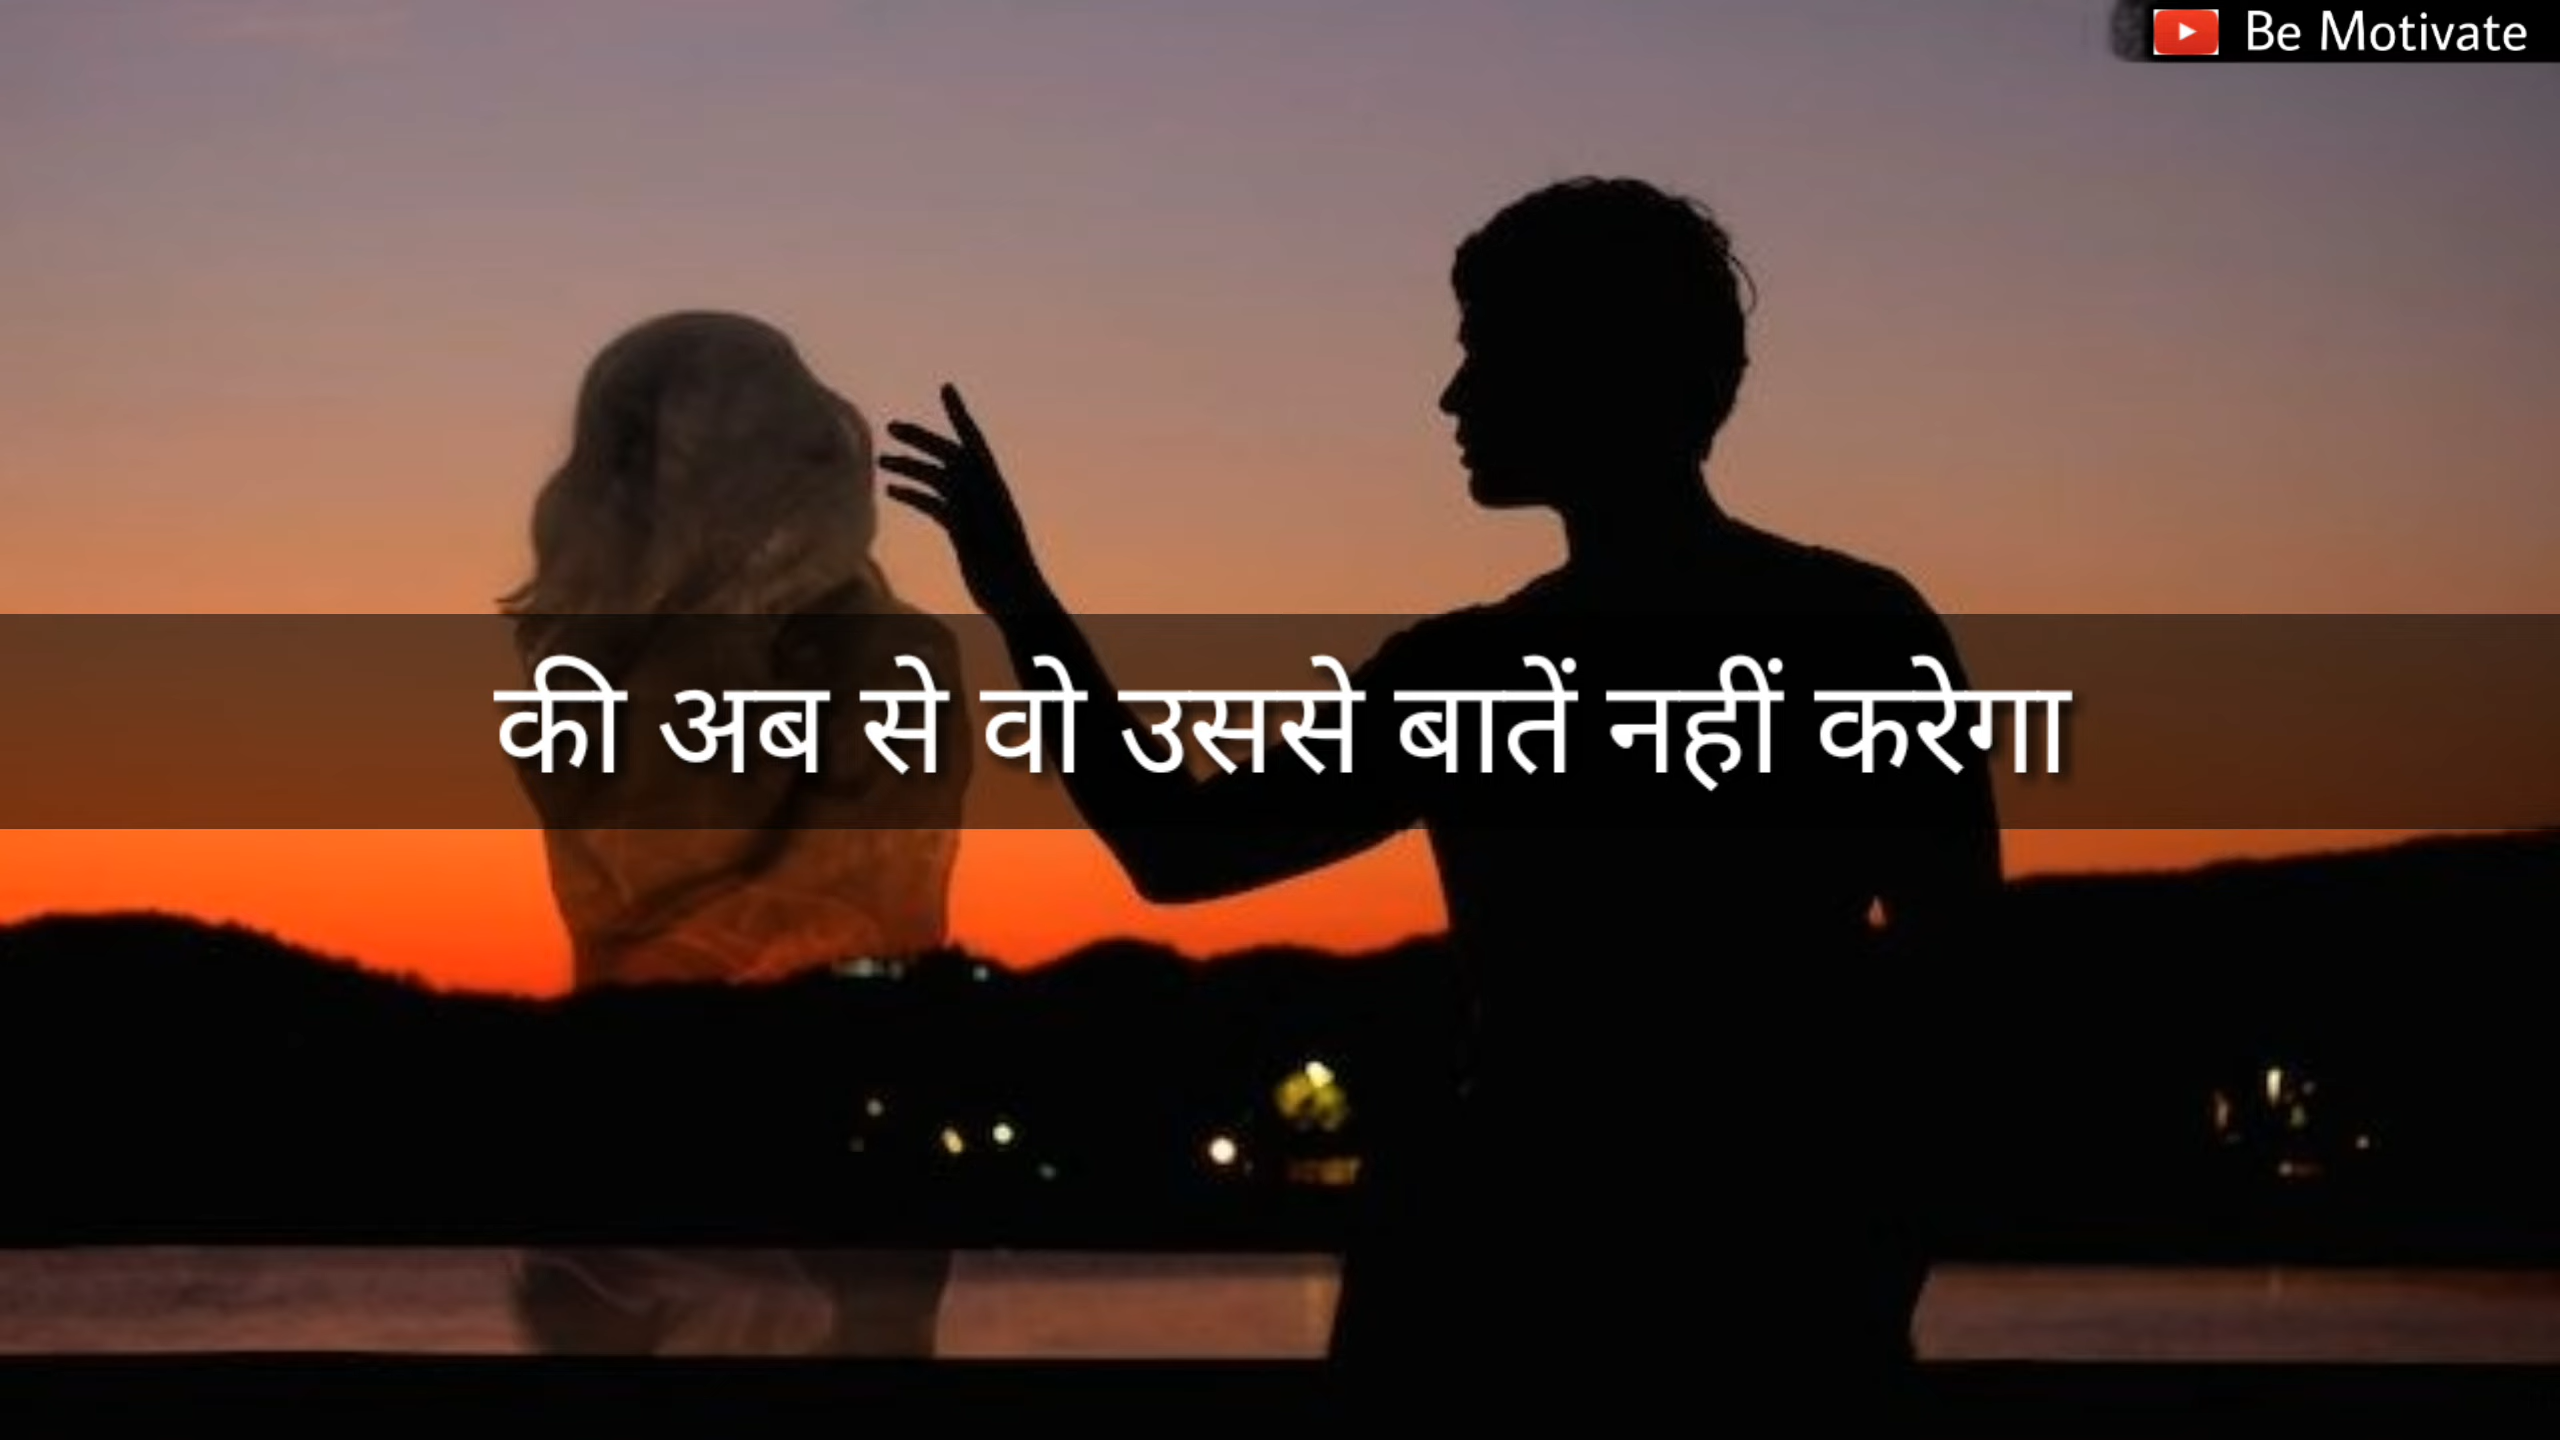 Be Motivate
की अब से वो उससे बातें नहीं करेगा